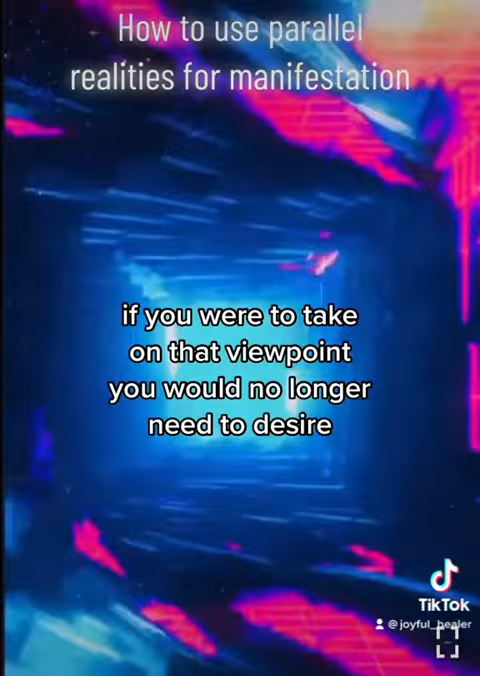 How to use parallel
realities for manifestation
if you were to take
on that viewpoint
you would no longer
need to desire
TikTok
@joyful_healer